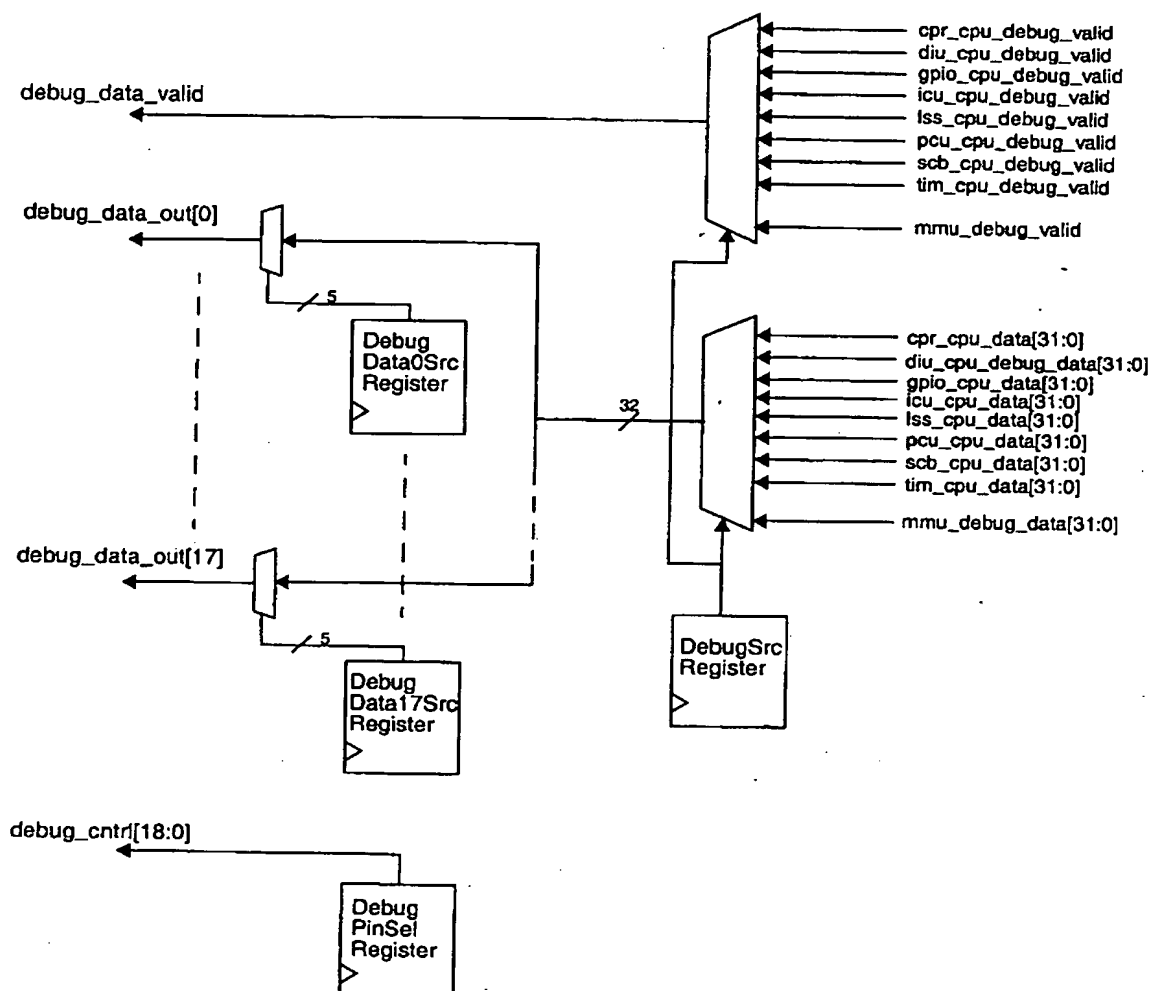 cpr_cpu_debug_valid
diu_cpu_debug_valid
gpio_cpu_debug_valid
icu_cpu_debug_valid
lss_cpu_debug_valid
pcu_cpu_debug_valid
scb_cpu_debug_valid
tim_cpu_debug_valid
mmu_debug_valid
debug_data_valid
debug_data_out[0]
5
Debug
Data0Src
Register
32
cpr_cpu_data[31:0]
diu_cpu_debug_data[31:0]
gpio_cpu_data[31:0]
icu_cpu_data[31:0]
lss_cpu_data[31:0]
pcu_cpu_data[31:0]
scb_cpu_data[31:0]
tim_cpu_data[31:0]
mmu_debug_data[31:0]
debug_data_out[17]
5
Debug
Data17Src
Register
DebugSrc
Register
debug_cntrl[18:0]
Debug
PinSel
Register